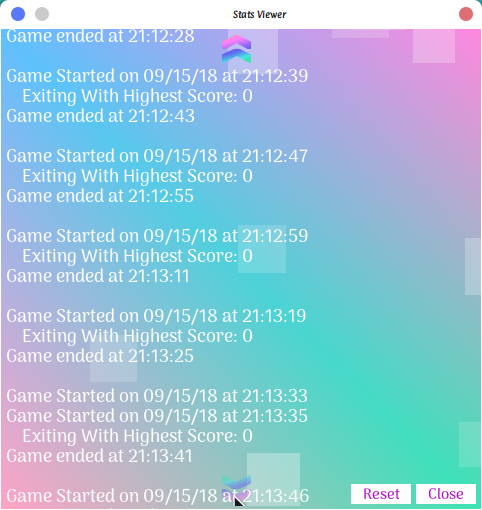 Stats Viewer
Game ended at 21:12:28
Game Started on 09/15/18 at 21:12:39
Exiting With Highest Score: 0
Game ended at 21:12:43
Game Started on 09/15/18 at 21:12:47
Exiting With Highest Score: 0
Game ended at 21:12:55
Game Started on 09/15/18 at 21:12:59
Exiting With Highest Score: 0
Game ended at 21:13:11
Game Started on 09/15/18 at 21:13:19
Exiting With Highest Score: 0
Game ended at 21:13:25
Game Started on 09/15/18 at 21:13:33
Game Started on 09/15/18 at 21:13:35
Exiting With Highest Score: 0
Game ended at 21:13:41
Game Started on 09/15/18 at 21:13:46
Reset Close